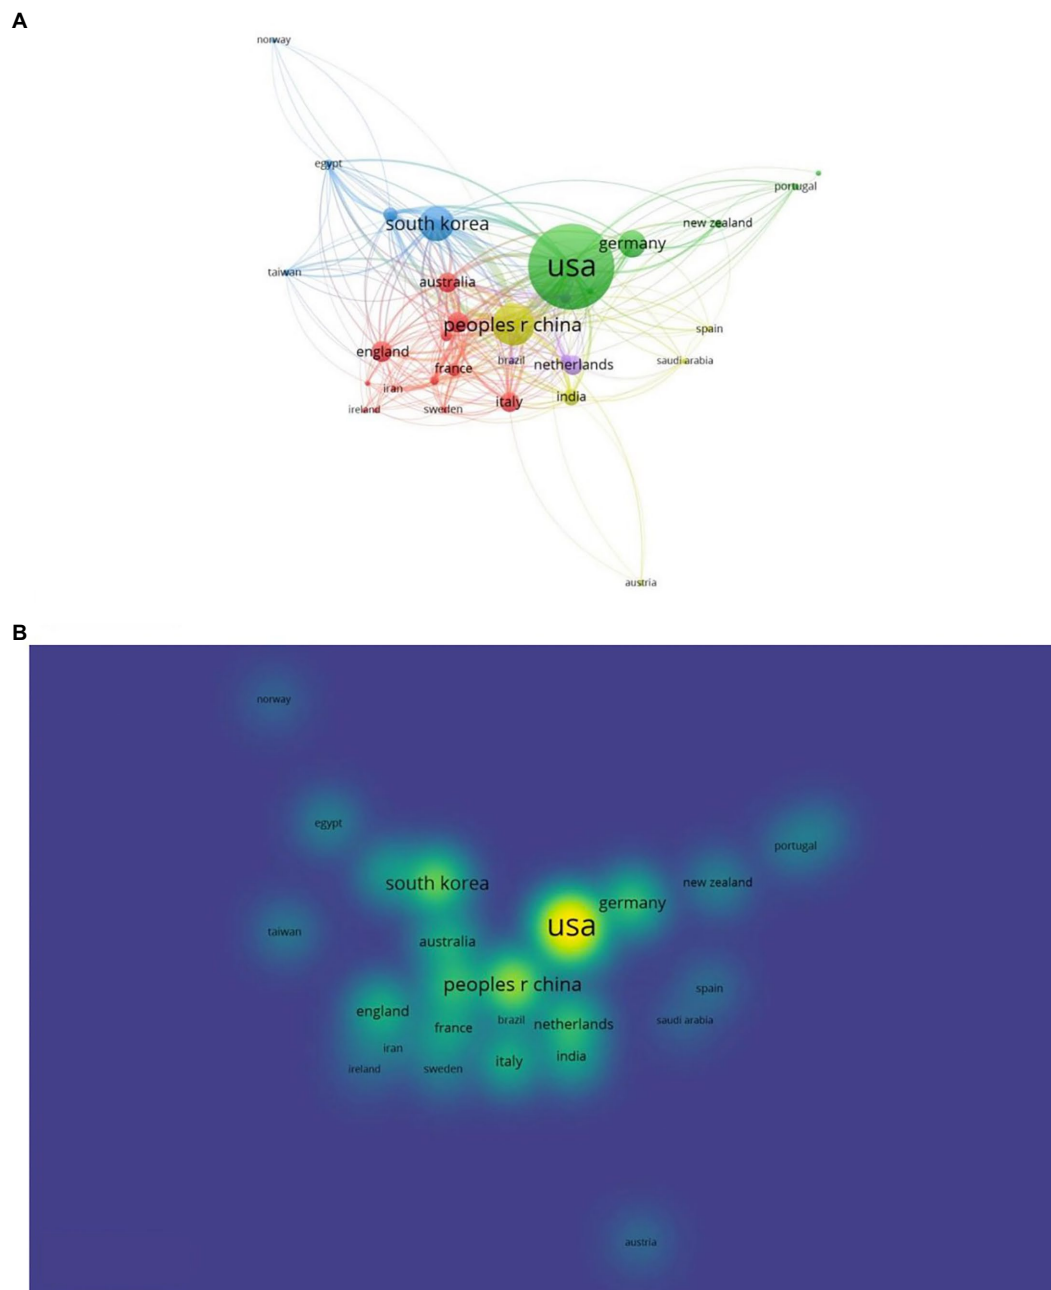 A
norway
egypt
portugal
south korea
new zealand
germany
usa
taiwan
australia
peoples r china
spain
england
france
brazil
netherlands
saudi arabia
iran
india
ireland
sweden
italy
austria
B
norway
egypt
portugal
south korea
new zealand
germany
usa
taiwan
australia
peoples r china
spain
england
france
brazil
netherlands
saudi arabia
iran
india
ireland
sweden
italy
austria